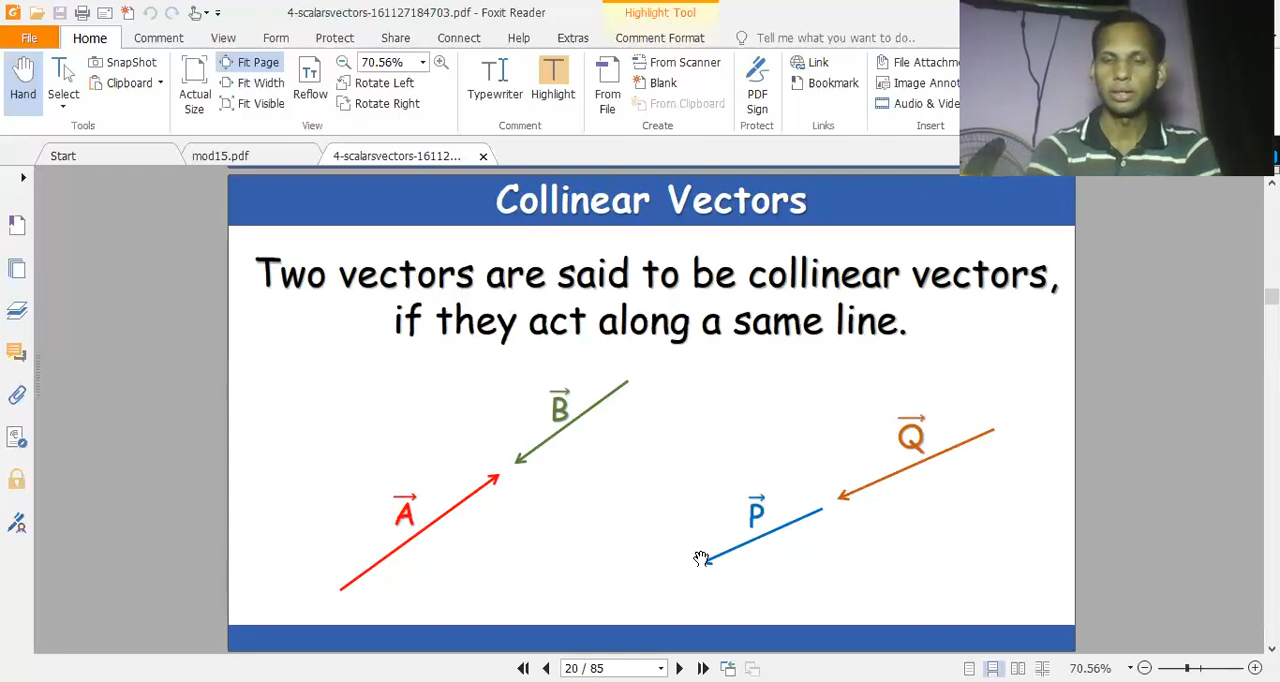 4-scalarsvectors-161127184703.pdf - Foxit Reader
Highlight Tool
File Home Comment View Form Protect Share Connect Help Extras Comment Format Tell me what you want to do..
Hand
Select
SnapShot
Clipboard
Tools
Actual Size
Fit Page
Fit Width
Fit Visible
Reflow
70.56%
Rotate Left
Rotate Right
View
Typewriter
Highlight
Comment
From File
From Scanner
Blank
From Clipboard
Create
PDF Sign
Protect
Link
Bookmark
Links
File Attachm
Image Annot
Audio & Vide
Insert
Start
mod15.pdf
4-scalarsvectors-16112...
Collinear Vectors
Two vectors are said to be collinear vectors,
if they act along a same line.
B
Q
A
P
20 / 85
70.56%